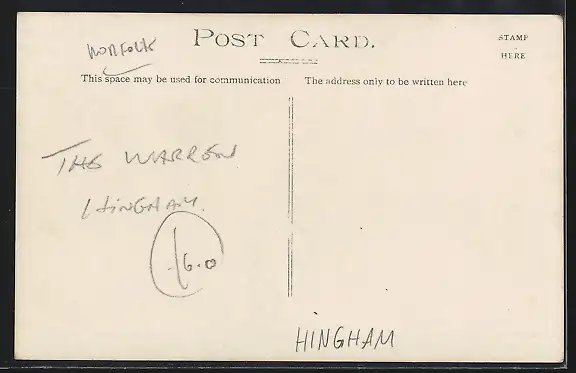 NORFOLK
POST CARD.
STAMP
HERE
This space may be used for communication
The address only to be written here
THE WARREN
HINGHAM.
£6.0
HINGHAM